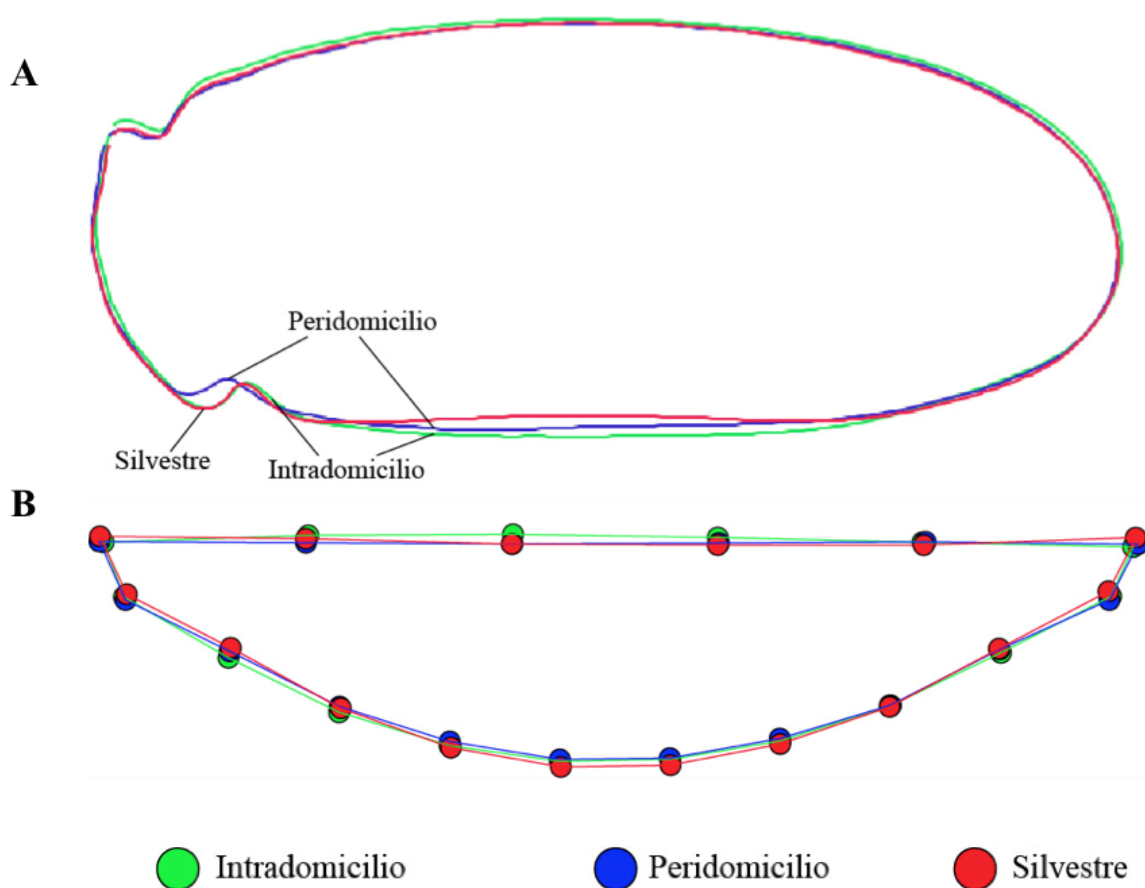 A
Peridomicilio
Silvestre
Intradomicilio
B
Intradomicilio
Peridomicilio
Silvestre